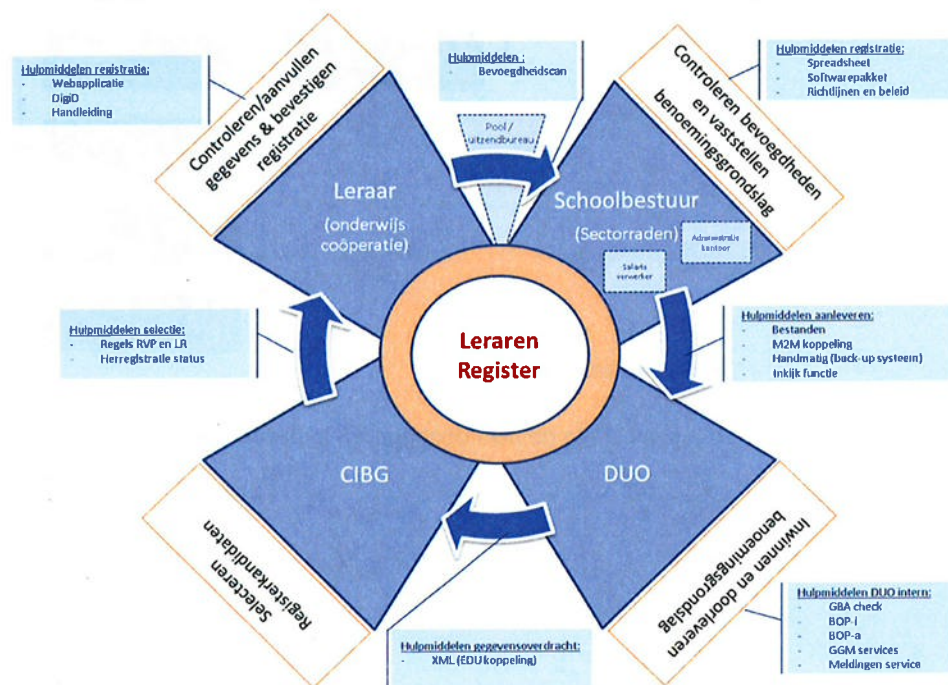 Hulpmiddelen registratie:
- Webapplicatie
- DigiD
- Handleiding
Controleren/aanvullen
gegevens & bevestigen
registratie
Hulpmiddelen :
- Bevoegdheidscan
Controleren bevoegdheden
en vaststellen
benoemingsgrondslag
Hulpmiddelen registratie:
- Spreadsheet
- Softwarepakket
- Richtlijnen en beleid
Pool /
uitzendbureau
Leraar
(onderwijs
coöperatie)
Schoolbestuur
(Sectorraden)
Administratie
kantoor
Salaris
verwerker
Hulpmiddelen selectie:
- Regels RVP en LR
- Herregistratie status
Leraren
Register
Hulpmiddelen aanleveren:
- Bestanden
- M2M koppeling
- Handmatig (back-up systeem)
- Inkijk functie
CIBG
DUO
Selecteren
Registerkandidaten
Inwinnen en doorleveren
benoemingsgrondslag
Hulpmiddelen gegevensoverdracht:
- XML (EDU koppeling)
Hulpmiddelen DUO intern:
- GBA check
- BOP-i
- BOP-a
- GGM services
- Meldingen service